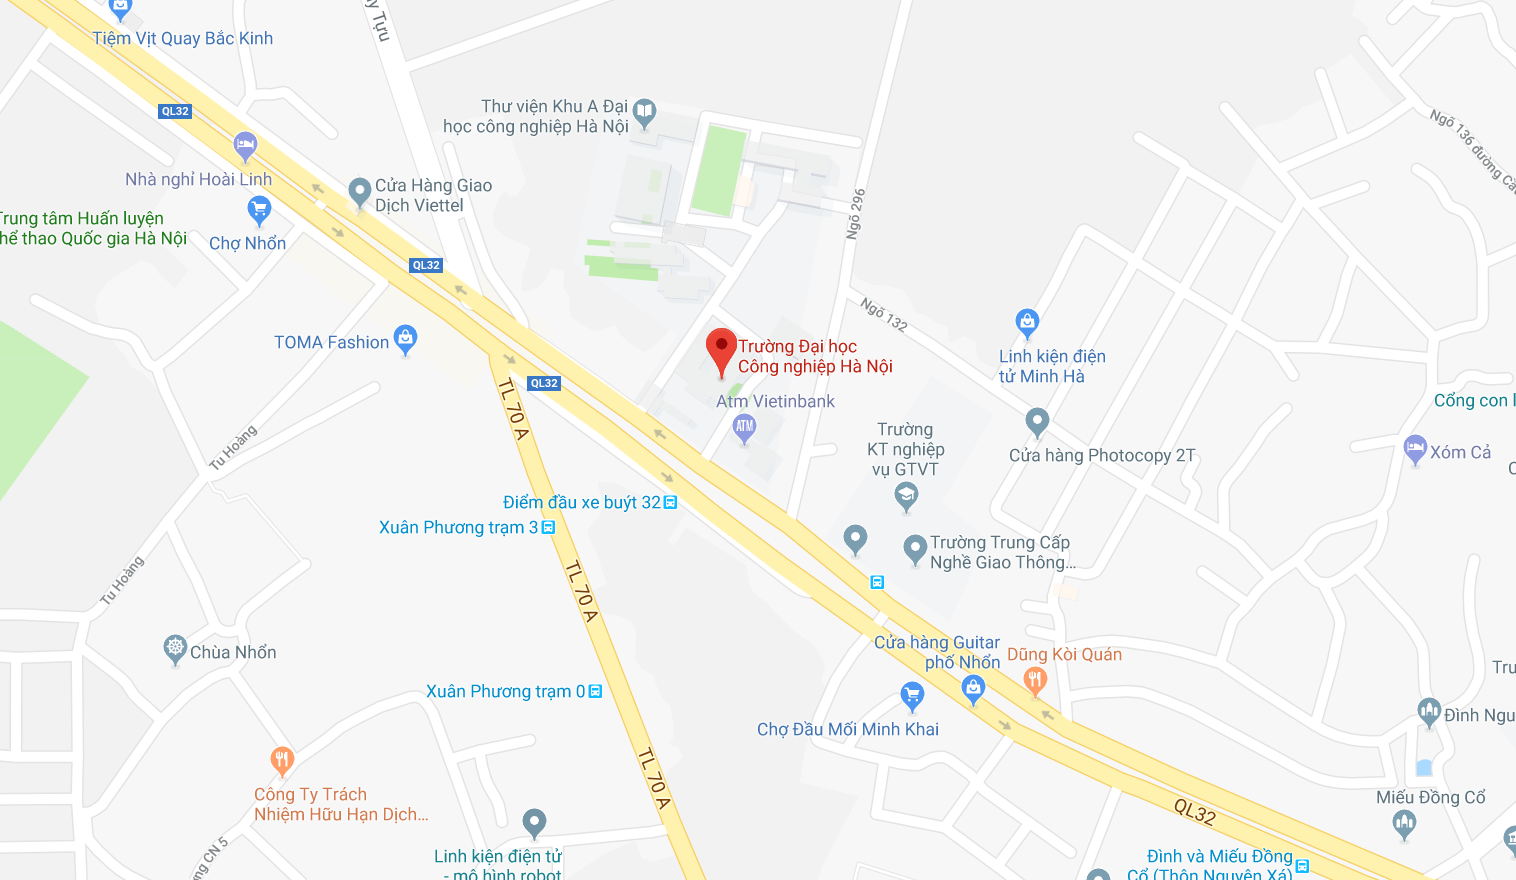 ỵ Tựu
Tiệm Vịt Quay Bắc Kinh
QL32
Thư viện Khu A Đại
học công nghiệp Hà Nội
Ngõ 136 đường Cầ
Nhà nghỉ Hoài Linh
Cửa Hàng Giao
Dịch Viettel
Trung tâm Huấn luyện
hể thao Quốc gia Hà Nội
Chợ Nhổn
Ngõ 296
QL32
Ngõ 132
TOMA Fashion
Trường Đại học
Công nghiệp Hà Nội
Linh kiện điện
tử Minh Hà
QL32
TL 70 A
Atm Vietinbank
ATM
Cổng con
Trường
KT nghiệp
vụ GTVT
Tu Hoàng
Cửa hàng Photocopy 2T
Xóm Cả
Điểm đầu xe buýt 32
Xuân Phương trạm 3
Trường Trung Cấp
Nghề Giao Thông...
Tu Hoàng
TL 70 A
Chùa Nhổn
Cửa hàng Guitar
phố Nhổn
Dũng Kòi Quán
Tru
Xuân Phương trạm 0
Chợ Đầu Mối Minh Khai
Đình Ngu
TL 70 A
Công Ty Trách
Nhiệm Hữu Hạn Dịch...
QL32
Miếu Đồng Cổ
ng CN 5
Linh kiện điện tử
- mô hình robot
Đình và Miếu Đồng
Cổ (Thôn Nguyên Xá)